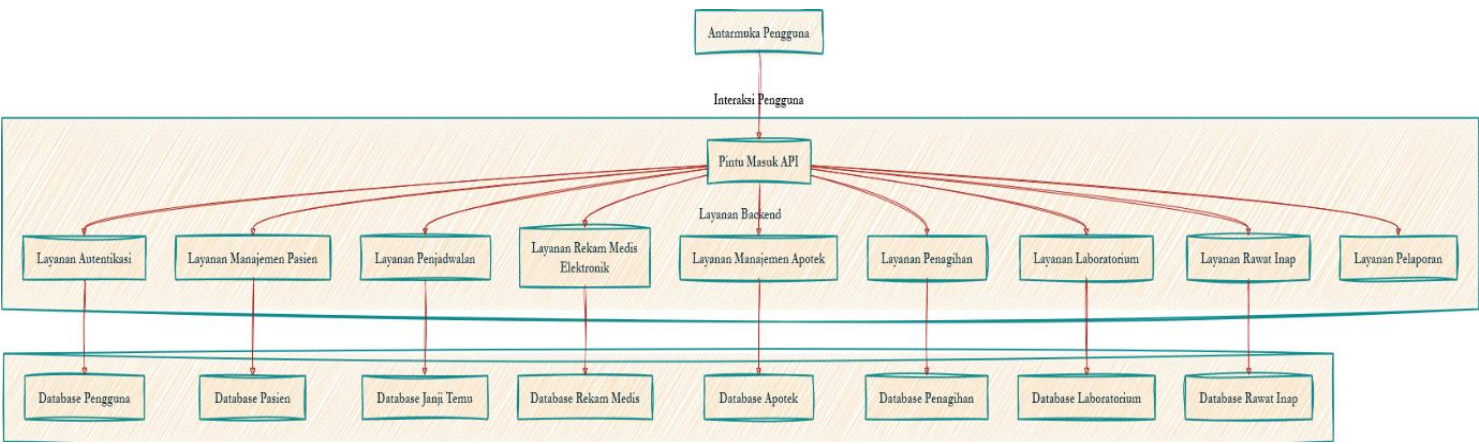 Antarmuka Pengguna
Interaksi Pengguna
Pintu Masuk API
Layanan Backend
Layanan Autentikasi
Layanan Manajemen Pasien
Layanan Penjadwalan
Layanan Rekam Medis
Elektronik
Layanan Manajemen Apotek
Layanan Penagihan
Layanan Laboratorium
Layanan Rawat Inap
Layanan Pelaporan
Database Pengguna
Database Pasien
Database Janji Temu
Database Rekam Medis
Database Apotek
Database Penagihan
Database Laboratorium
Database Rawat Inap